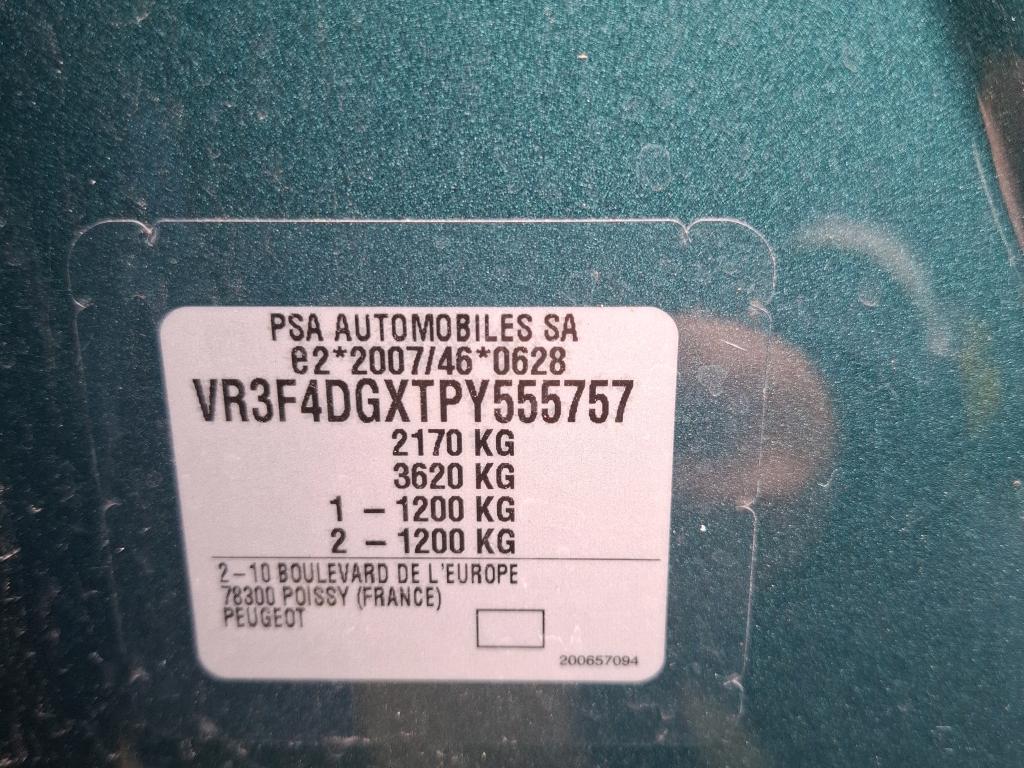 PSA AUTOMOBILES SA
e2*2007/46*0628
VR3F4DGXTPY555757
2170 KG
3620 KG
1 – 1200 KG
2 – 1200 KG
2–10 BOULEVARD DE L'EUROPE
78300 POISSY (FRANCE)
PEUGEOT
200657094